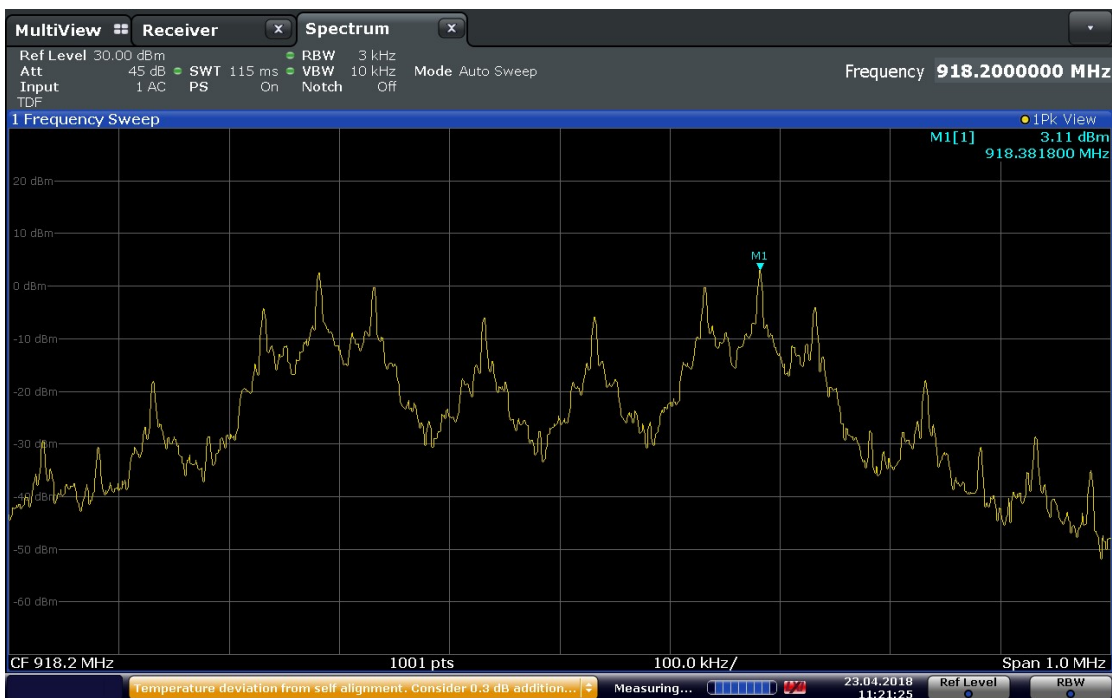 MultiView Receiver X Spectrum X
Ref Level 30.00 dBm RBW 3 kHz
Att 45 dB SWT 115 ms VBW 10 kHz Mode Auto Sweep Frequency 918.2000000 MHz
Input 1 AC PS On Notch Off
TDF
1 Frequency Sweep 1Pk View
M1[1] 3.11 dBm
918.381800 MHz
20 dBm
10 dBm
M1
0 dBm
-10 dBm
-20 dBm
-30 dBm
-40 dBm
-50 dBm
-60 dBm
CF 918.2 MHz 1001 pts 100.0 kHz/ Span 1.0 MHz
Temperature deviation from self alignment. Consider 0.3 dB addition... Measuring... 23.04.2018 Ref Level RBW
11:21:25